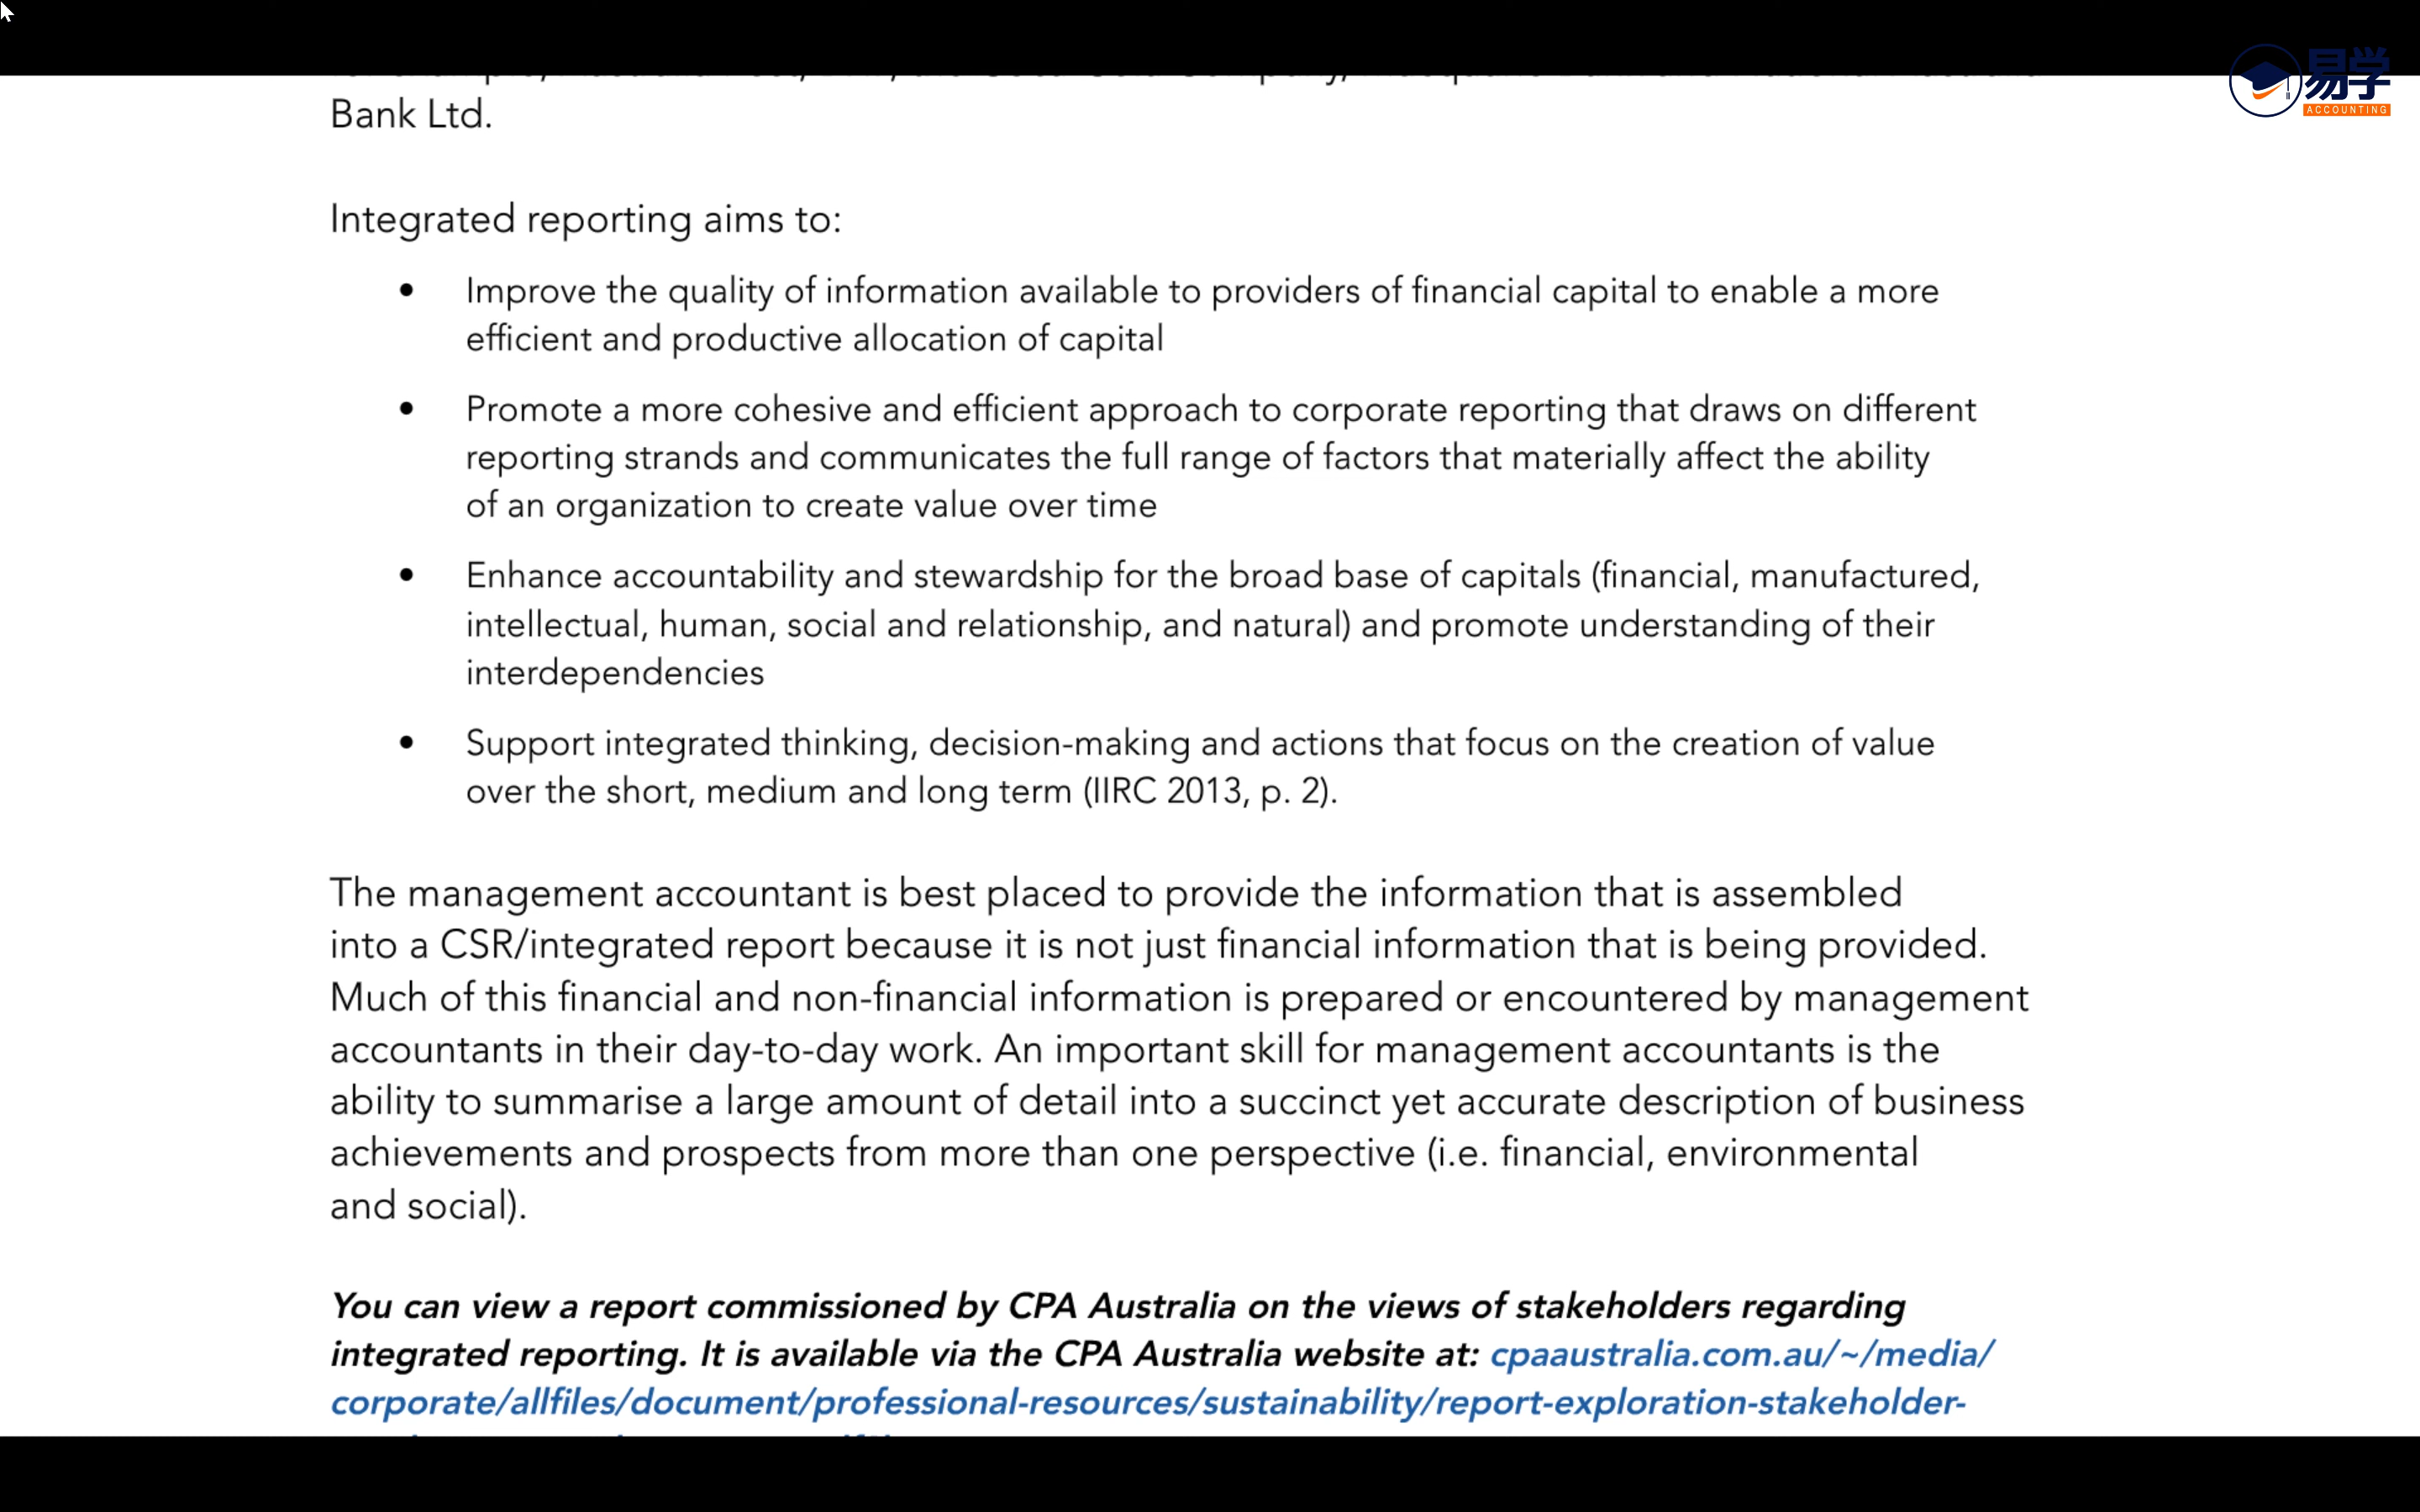 易学
ACCOUNTING
Bank Ltd.
Integrated reporting aims to:
• Improve the quality of information available to providers of financial capital to enable a more
efficient and productive allocation of capital
• Promote a more cohesive and efficient approach to corporate reporting that draws on different
reporting strands and communicates the full range of factors that materially affect the ability
of an organization to create value over time
• Enhance accountability and stewardship for the broad base of capitals (financial, manufactured,
intellectual, human, social and relationship, and natural) and promote understanding of their
interdependencies
• Support integrated thinking, decision-making and actions that focus on the creation of value
over the short, medium and long term (IIRC 2013, p. 2).
The management accountant is best placed to provide the information that is assembled
into a CSR/integrated report because it is not just financial information that is being provided.
Much of this financial and non-financial information is prepared or encountered by management
accountants in their day-to-day work. An important skill for management accountants is the
ability to summarise a large amount of detail into a succinct yet accurate description of business
achievements and prospects from more than one perspective (i.e. financial, environmental
and social).
You can view a report commissioned by CPA Australia on the views of stakeholders regarding
integrated reporting. It is available via the CPA Australia website at: cpaaustralia.com.au/~/media/
corporate/allfiles/document/professional-resources/sustainability/report-exploration-stakeholder-